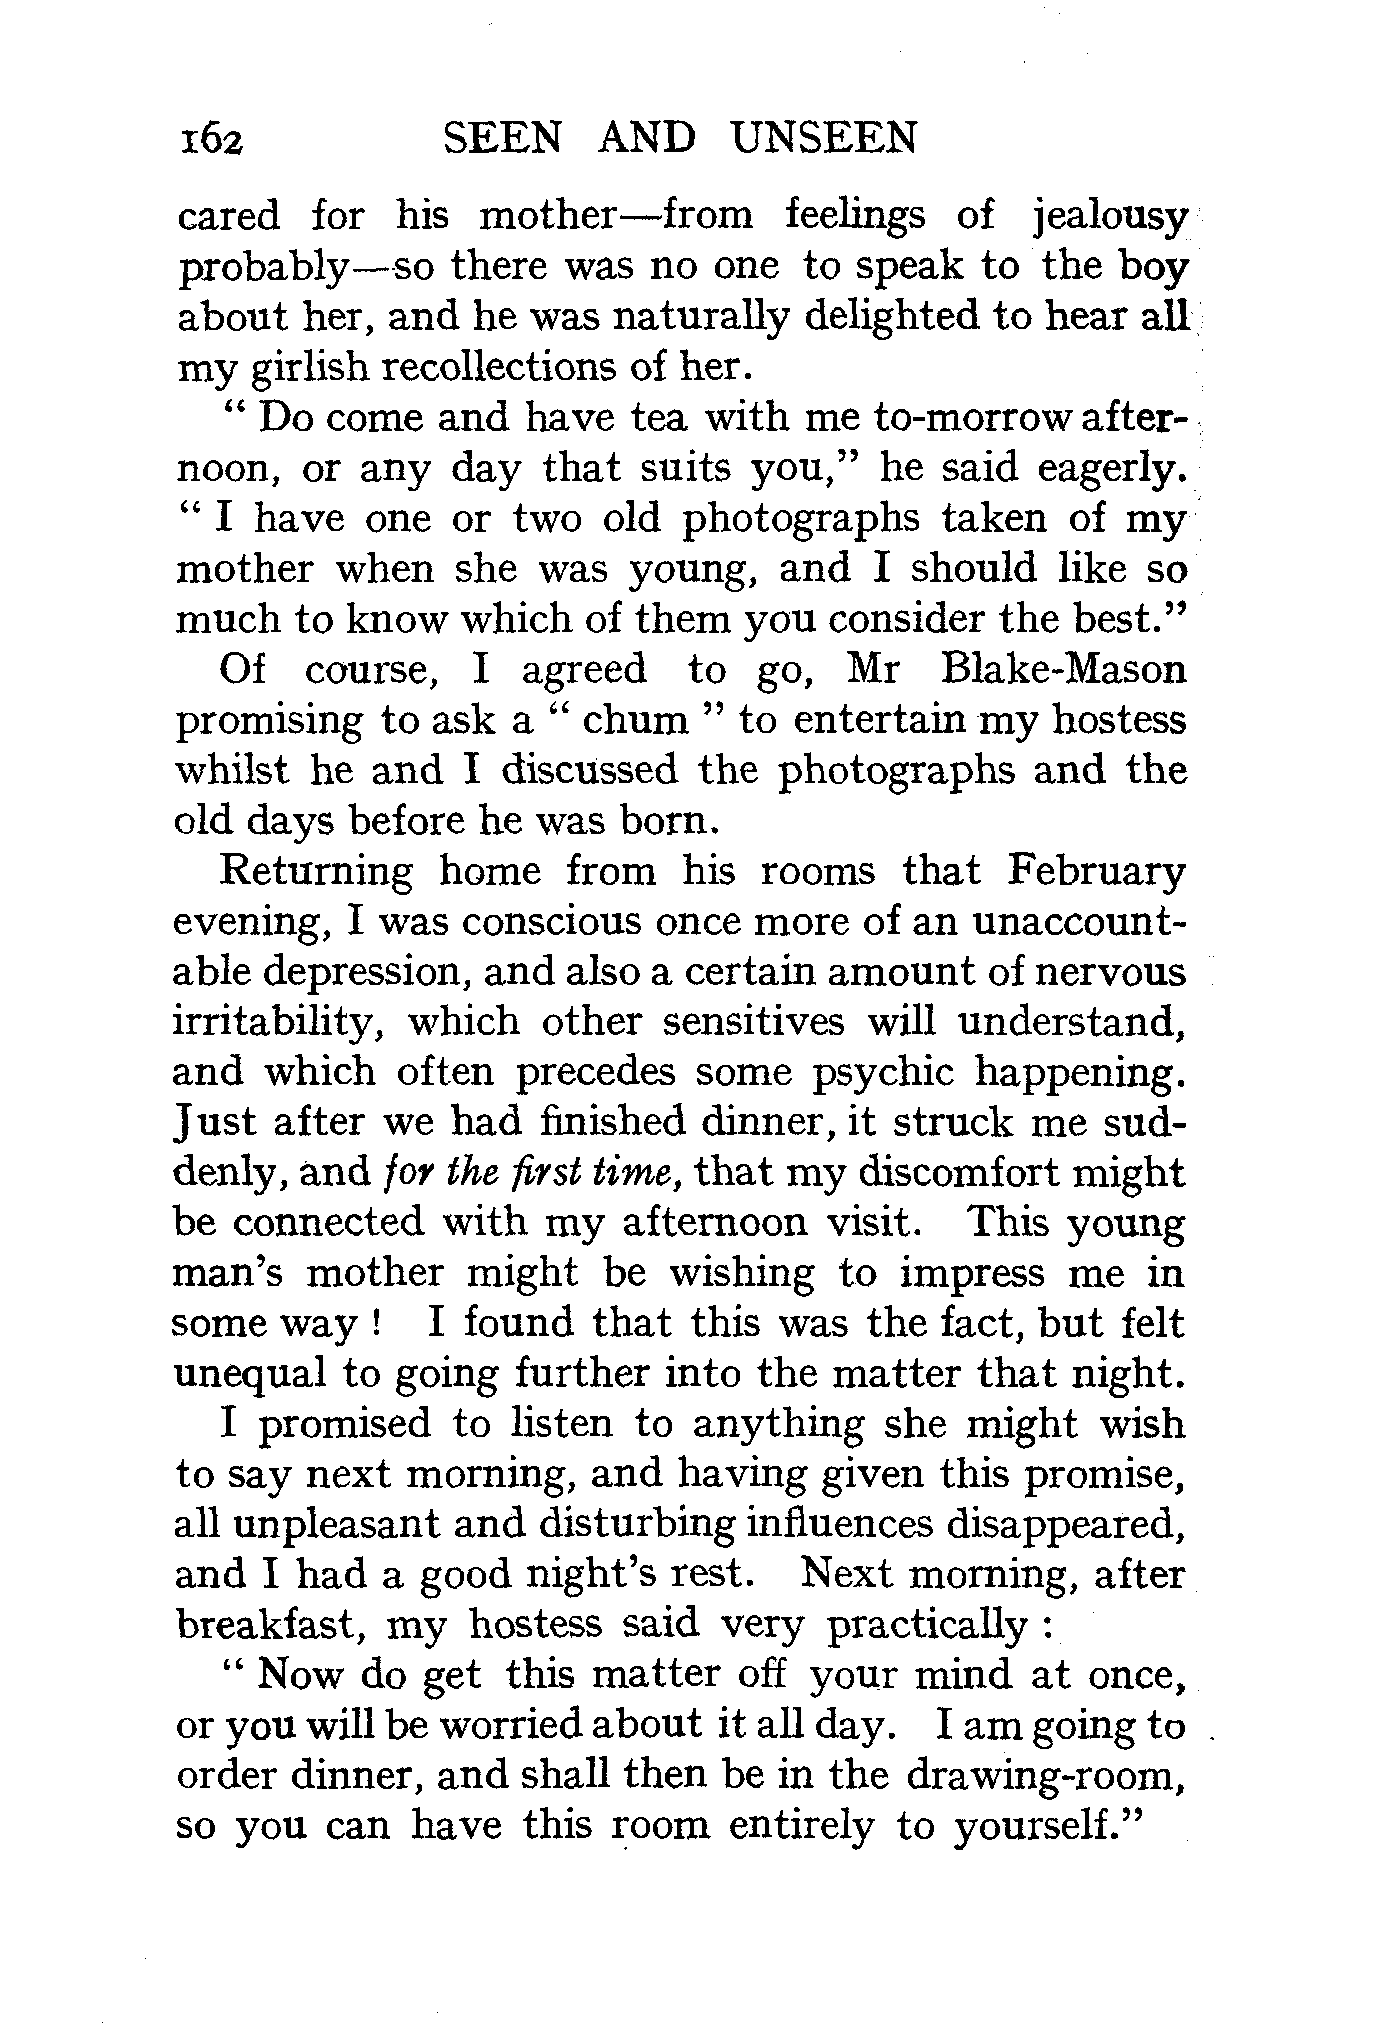 162 SEEN AND UNSEEN
cared for his mother—from feelings of jealousy
probably—so there was no one to speak to the boy
about her, and he was naturally delighted to hear all
my girlish recollections of her.
“ Do come and have tea with me to-morrow after-
noon, or any day that suits you,” he said eagerly.
“ I have one or two old photographs taken of my
mother when she was young, and I should like so
much to know which of them you consider the best.”
Of course, I agreed to go, Mr Blake-Mason
promising to ask a “ chum ” to entertain my hostess
whilst he and I discussed the photographs and the
old days before he was born.
Returning home from his rooms that February
evening, I was conscious once more of an unaccount-
able depression, and also a certain amount of nervous
irritability, which other sensitives will understand,
and which often precedes some psychic happening.
Just after we had finished dinner, it struck me sud-
denly, and for the first time, that my discomfort might
be connected with my afternoon visit. This young
man’s mother might be wishing to impress me in
some way ! I found that this was the fact, but felt
unequal to going further into the matter that night.
I promised to listen to anything she might wish
to say next morning, and having given this promise,
all unpleasant and disturbing influences disappeared,
and I had a good night’s rest. Next morning, after
breakfast, my hostess said very practically :
“ Now do get this matter off your mind at once,
or you will be worried about it all day. I am going to
order dinner, and shall then be in the drawing-room,
so you can have this room entirely to yourself.”